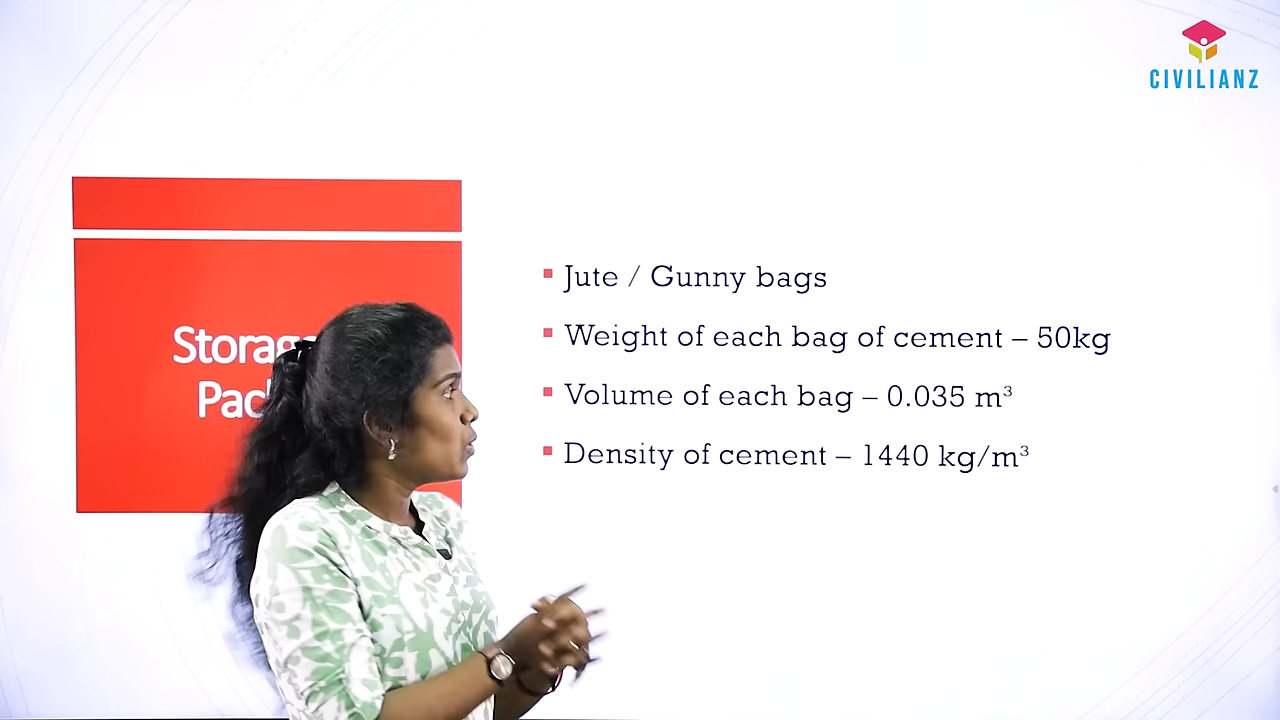 CIVILIANZ
Jute / Gunny bags
Weight of each bag of cement – 50kg
Volume of each bag – 0.035 m³
Density of cement – 1440 kg/m³